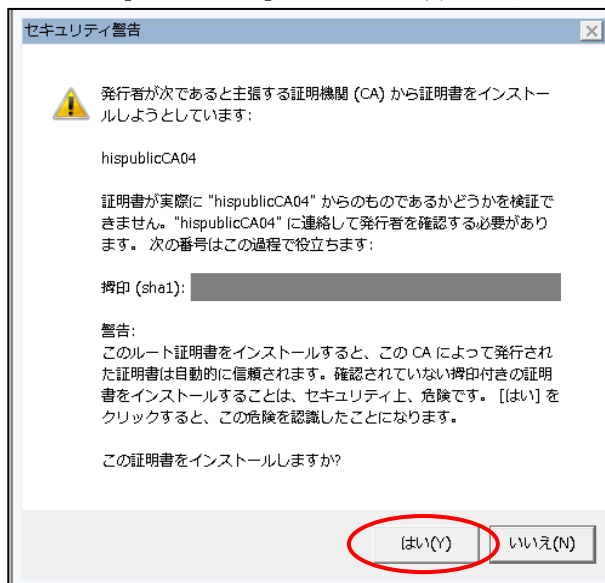 セキュリティ警告
発行者が次であると主張する証明機関 (CA) から証明書をインストー
ルしようとしています:
hispublicCA04
証明書が実際に "hispublicCA04" からのものであるかどうかを検証で
きません。"hispublicCA04" に連絡して発行者を確認する必要があり
ます。 次の番号はこの過程で役立ちます:
拇印 (sha1):
警告:
このルート証明書をインストールすると、この CA によって発行され
た証明書は自動的に信頼されます。確認されていない拇印付きの証明
書をインストールすることは、セキュリティ上、危険です。 [はい] を
クリックすると、この危険を認識したことになります。
この証明書をインストールしますか?
はい(Y) いいえ(N)